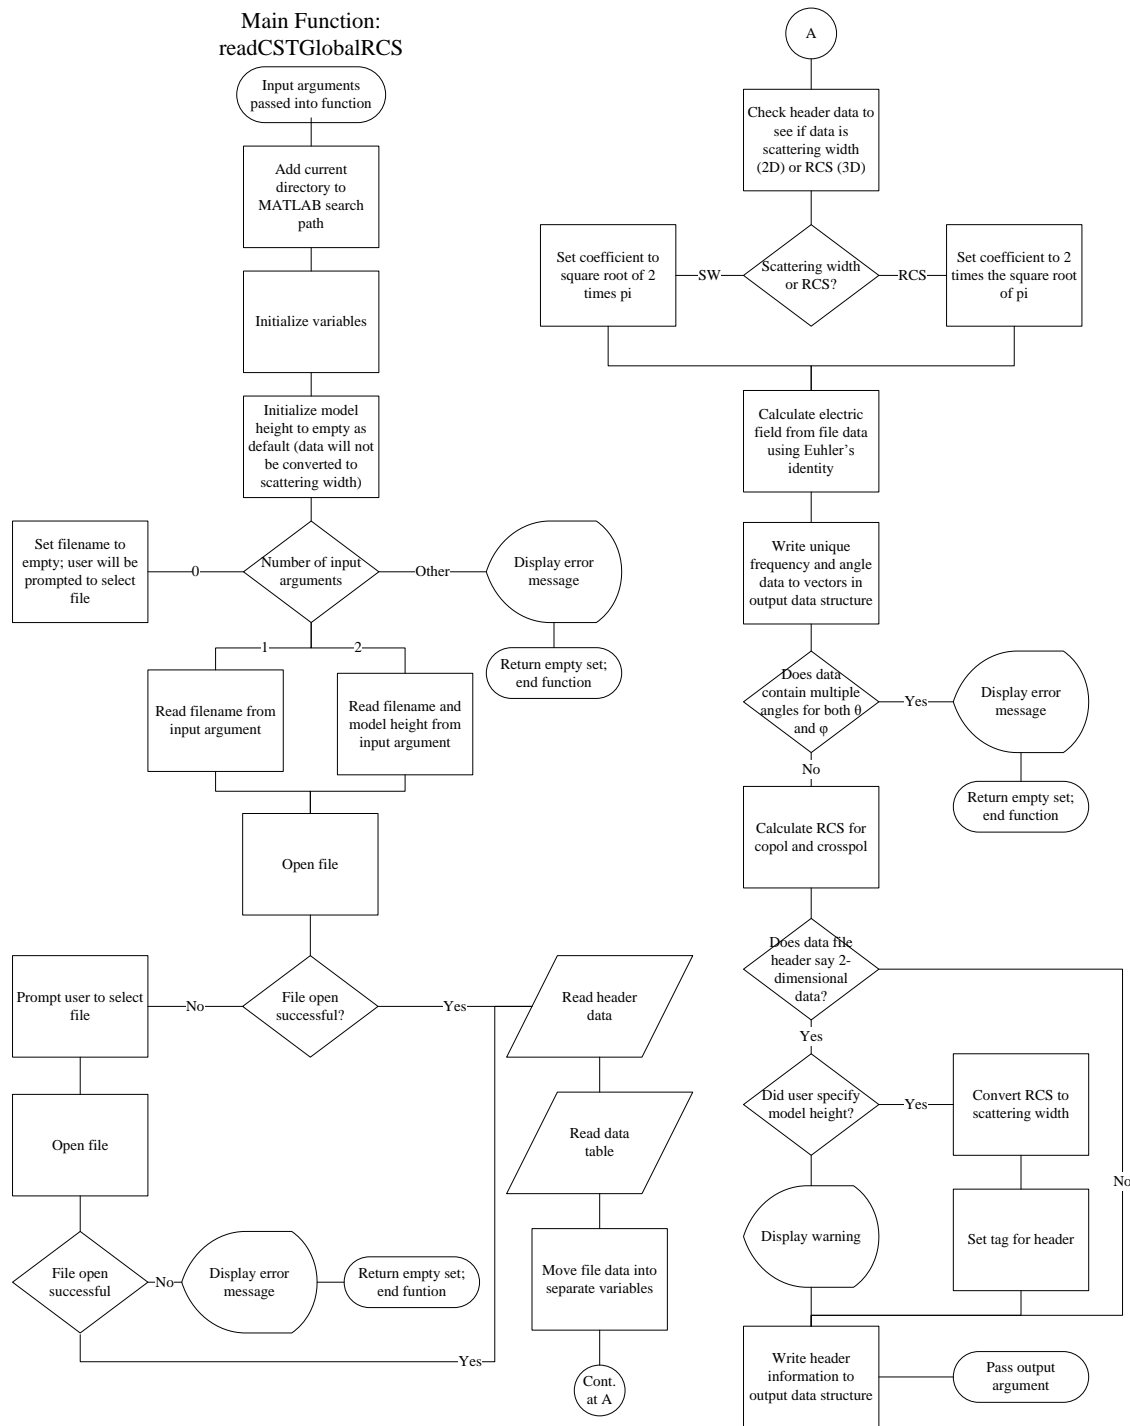 Main Function:
readCSTGlobalRCS
Input arguments
passed into function
Add current
directory to
MATLAB search
path
Initialize variables
Initialize model
height to empty as
default (data will not
be converted to
scattering width)
Number of input
arguments
0
Set filename to
empty; user will be
prompted to select
file
Other
Display error
message
Return empty set;
end function
1
2
Read filename from
input argument
Read filename and
model height from
input argument
Open file
File open
successful?
No
Prompt user to select
file
Open file
File open
successful
No
Display error
message
Return empty set;
end funtion
Yes
Yes
Read header
data
Read data
table
Move file data into
separate variables
Cont.
at A
A
Check header data to
see if data is
scattering width
(2D) or RCS (3D)
Scattering width
or RCS?
SW
Set coefficient to
square root of 2
times pi
RCS
Set coefficient to 2
times the square root
of pi
Calculate electric
field from file data
using Euhler's
identity
Write unique
frequency and angle
data to vectors in
output data structure
Does data
contain multiple
angles for both θ
and φ
Yes
Display error
message
Return empty set;
end function
No
Calculate RCS for
copol and crosspol
Does data file
header say 2-
dimensional
data?
Yes
No
Did user specify
model height?
Yes
Convert RCS to
scattering width
Set tag for header
Display warning
Write header
information to
output data structure
Pass output
argument